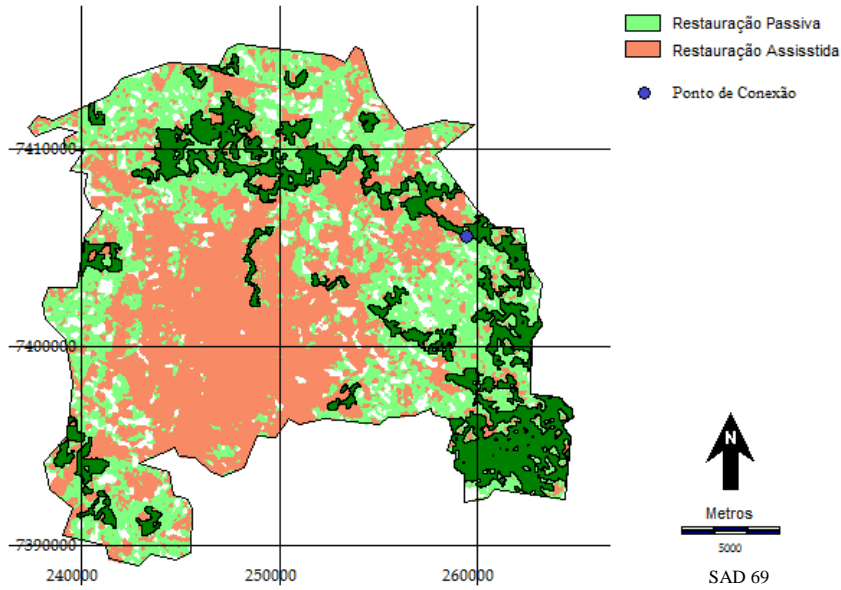 Restauração Passiva
Restauração Assisstida
Ponto de Conexão
7410000
7400000
7390000
240000
250000
260000
N
Metros
5000
SAD 69